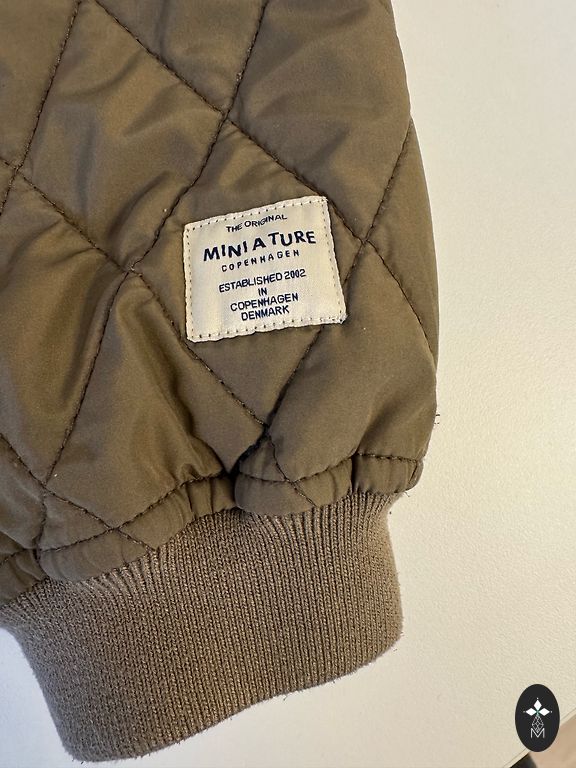 THE ORIGINAL
MINI A TURE
COPENHAGEN
ESTABLISHED 2002
IN
COPENHAGEN
DENMARK
M